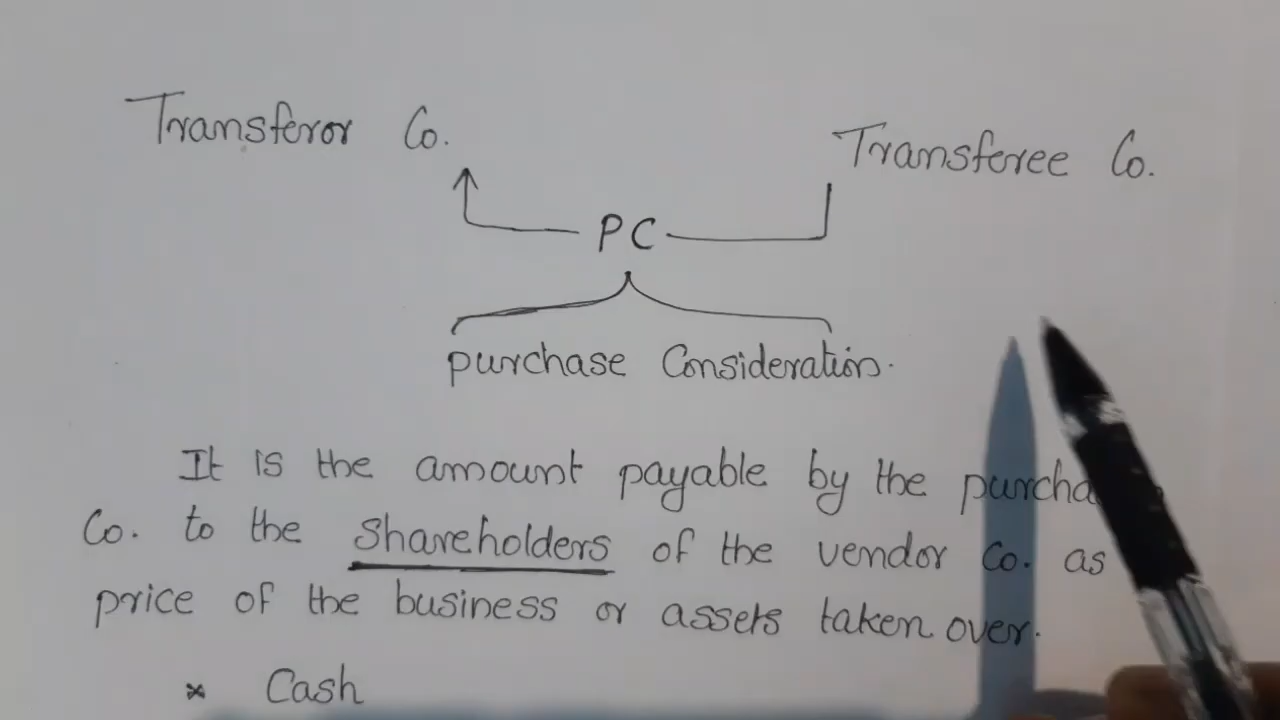 Transferor Co.
Transferee Co.
PC
purchase Consideration.
It is the amount payable by the
Co. to the Shareholders of the vendor Co. as
price of the business or assets taken over.
* Cash